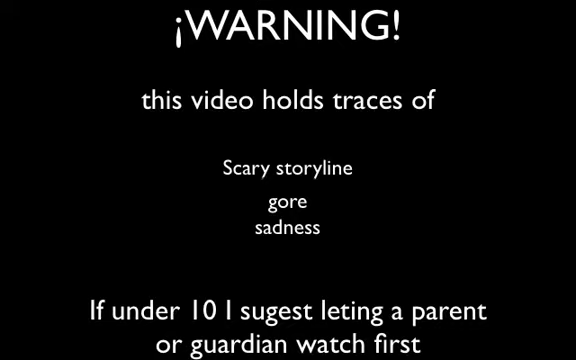 ¡WARNING!
this video holds traces of
Scary storyline
gore
sadness
If under 10 I sugest leting a parent
or guardian watch first